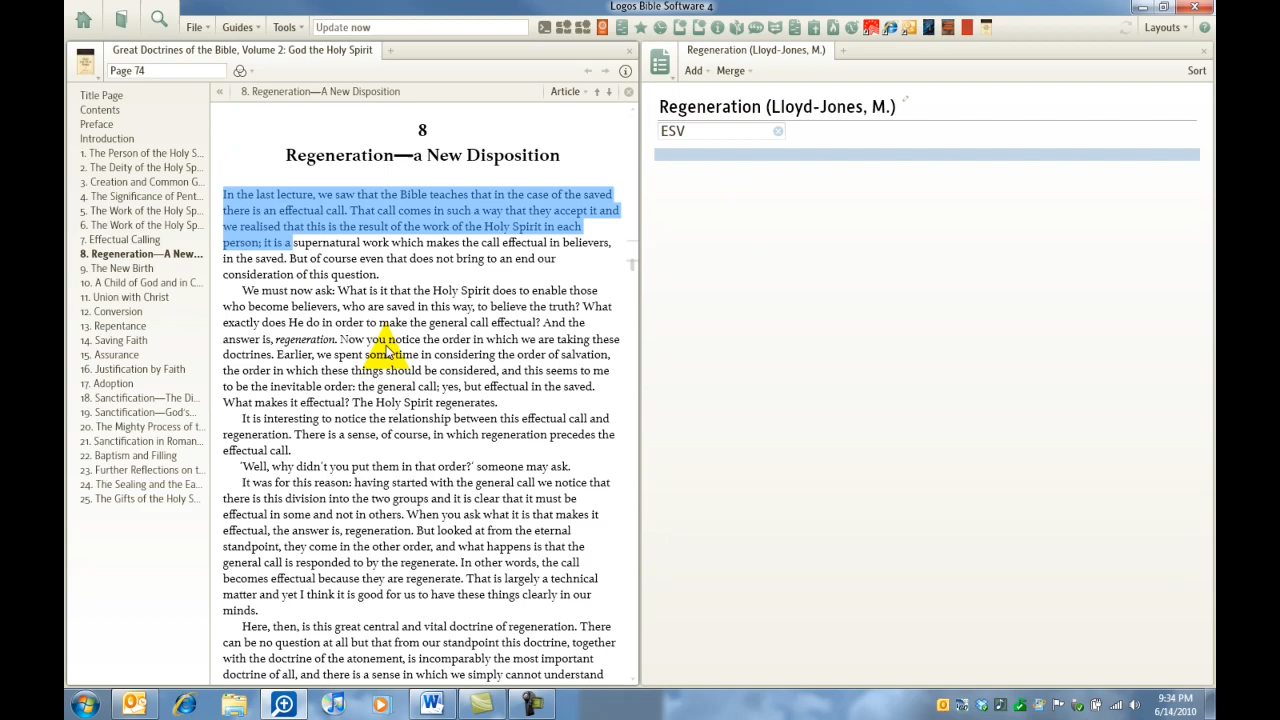 Logos Bible Software 4
File
Guides
Tools
Update now
Layouts
Great Doctrines of the Bible, Volume 2: God the Holy Spirit
Page 74
Title Page
Contents
Preface
Introduction
1. The Person of the Holy S...
2. The Deity of the Holy Sp...
3. Creation and Common G...
4. The Significance of Pent...
5. The Work of the Holy Sp...
6. The Work of the Holy Sp...
7. Effectual Calling
8. Regeneration—A New...
9. The New Birth
10. A Child of God and in C...
11. Union with Christ
12. Conversion
13. Repentance
14. Saving Faith
15. Assurance
16. Justification by Faith
17. Adoption
18. Sanctification—The Di...
19. Sanctification—God's...
20. The Mighty Process of t...
21. Sanctification in Roman...
22. Baptism and Filling
23. Further Reflections on t...
24. The Sealing and the Ea...
25. The Gifts of the Holy S...
8. Regeneration—A New Disposition
Article
8
Regeneration—a New Disposition
In the last lecture, we saw that the Bible teaches that in the case of the saved
there is an effectual call. That call comes in such a way that they accept it and
we realised that this is the result of the work of the Holy Spirit in each
person; it is a supernatural work which makes the call effectual in believers,
in the saved. But of course even that does not bring to an end our
consideration of this question.
We must now ask: What is it that the Holy Spirit does to enable those
who become believers, who are saved in this way, to believe the truth? What
exactly does He do in order to make the general call effectual? And the
answer is, regeneration. Now you notice the order in which we are taking these
doctrines. Earlier, we spent some time in considering the order of salvation,
the order in which these things should be considered, and this seems to me
to be the inevitable order: the general call; yes, but effectual in the saved.
What makes it effectual? The Holy Spirit regenerates.
It is interesting to notice the relationship between this effectual call and
regeneration. There is a sense, of course, in which regeneration precedes the
effectual call.
'Well, why didn't you put them in that order?' someone may ask.
It was for this reason: having started with the general call we notice that
there is this division into the two groups and it is clear that it must be
effectual in some and not in others. When you ask what it is that makes it
effectual, the answer is, regeneration. But looked at from the eternal
standpoint, they come in the other order, and what happens is that the
general call is responded to by the regenerate. In other words, the call
becomes effectual because they are regenerate. That is largely a technical
matter and yet I think it is good for us to have these things clearly in our
minds.
Here, then, is this great central and vital doctrine of regeneration. There
can be no question at all but that from our standpoint this doctrine, together
with the doctrine of the atonement, is incomparably the most important
doctrine of all, and there is a sense in which we simply cannot understand
Regeneration (Lloyd-Jones, M.)
Add
Merge
Sort
Regeneration (Lloyd-Jones, M.)
ESV
9:34 PM
6/14/2010